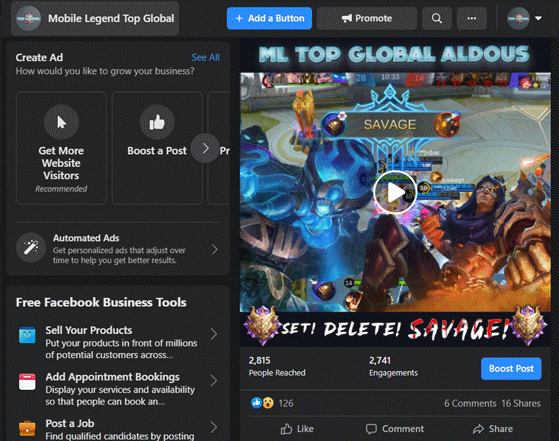 Mobile Legend Top Global
+ Add a Button
Promote
Create Ad
See All
How would you like to grow your business?
Get More
Website
Visitors
Recommended
Boost a Post
Pr
Automated Ads
Get personalized ads that adjust over
time to help you get better results.
Free Facebook Business Tools
Sell Your Products
Put your products in front of millions
of potential customers across...
Add Appointment Bookings
Display your services and availability
so that people can book an...
Post a Job
Find qualified candidates by posting
ML TOP GLOBAL ALDOUS
28
10:33
14
SAVAGE
SET! DELETE! SAVAGE!
2,815
People Reached
2,741
Engagements
Boost Post
126
6 Comments
16 Shares
Like
Comment
Share